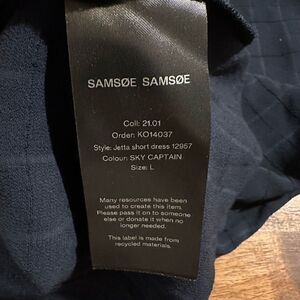 SAMSØE SAMSØE
Coll: 21.01
Order: KO14037
Style: Jetta short dress 12957
Colour: SKY CAPTAIN
Size: L
Many resources have been
used to create this item.
Please pass it on to someone
else or donate it when no
longer needed.
This label is made from
recycled materials.